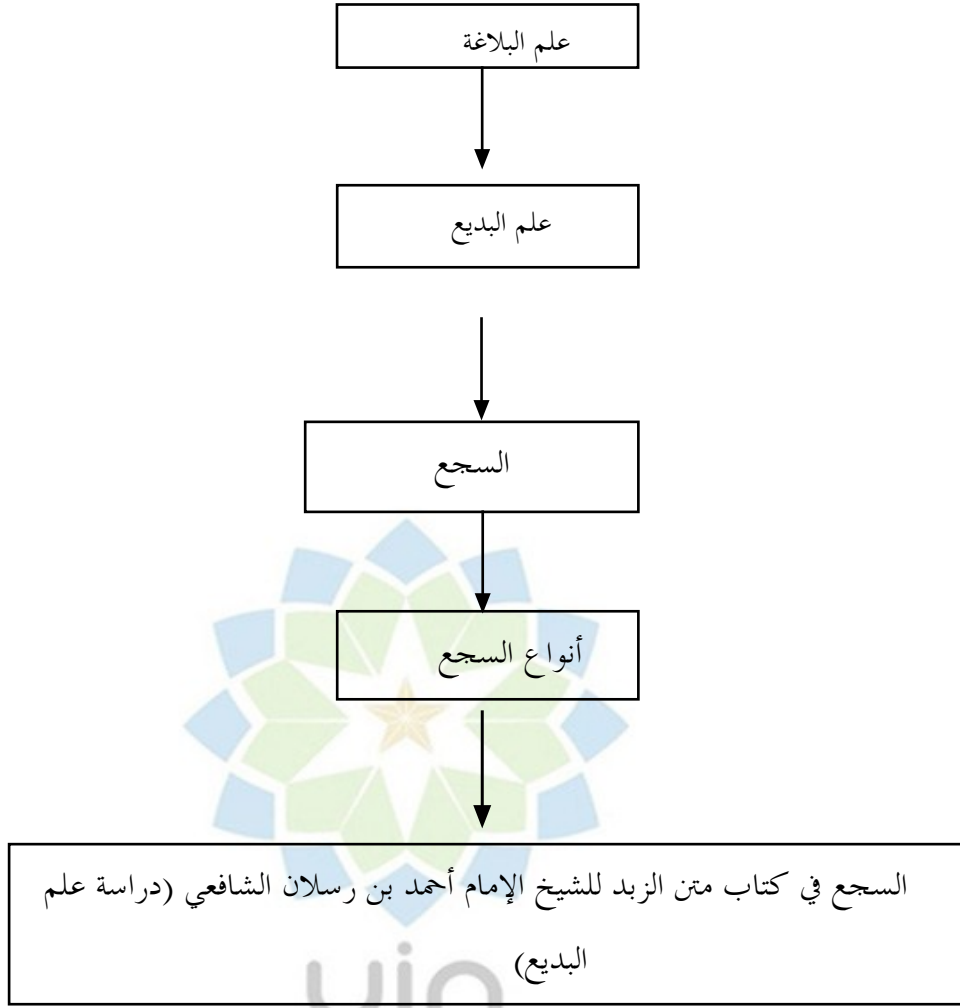 علم البلاغة
علم البديع
السجع
أنواع السجع
السجع في كتاب متن الزبد للشيخ الإمام أحمد بن رسلان الشافعي (دراسة علم
البديع)
uin